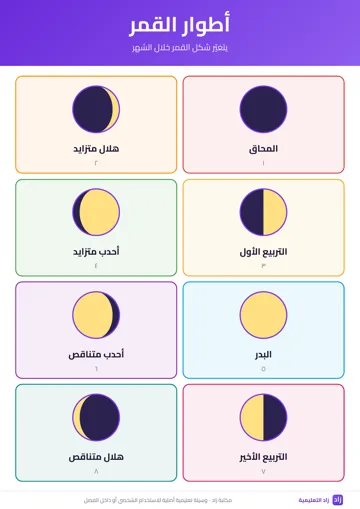 أطوار القمر
يتغيّر شكل القمر خلال الشهر
المحاق
١
هلال متزايد
٢
التربيع الأول
٣
أحدب متزايد
٤
البدر
٥
أحدب متناقص
٦
التربيع الأخير
٧
هلال متناقص
٨
زاد
زاد التعليمية
مكتبة زاد · وسيلة تعليمية أصلية للاستخدام الشخصي أو داخل الفصل.